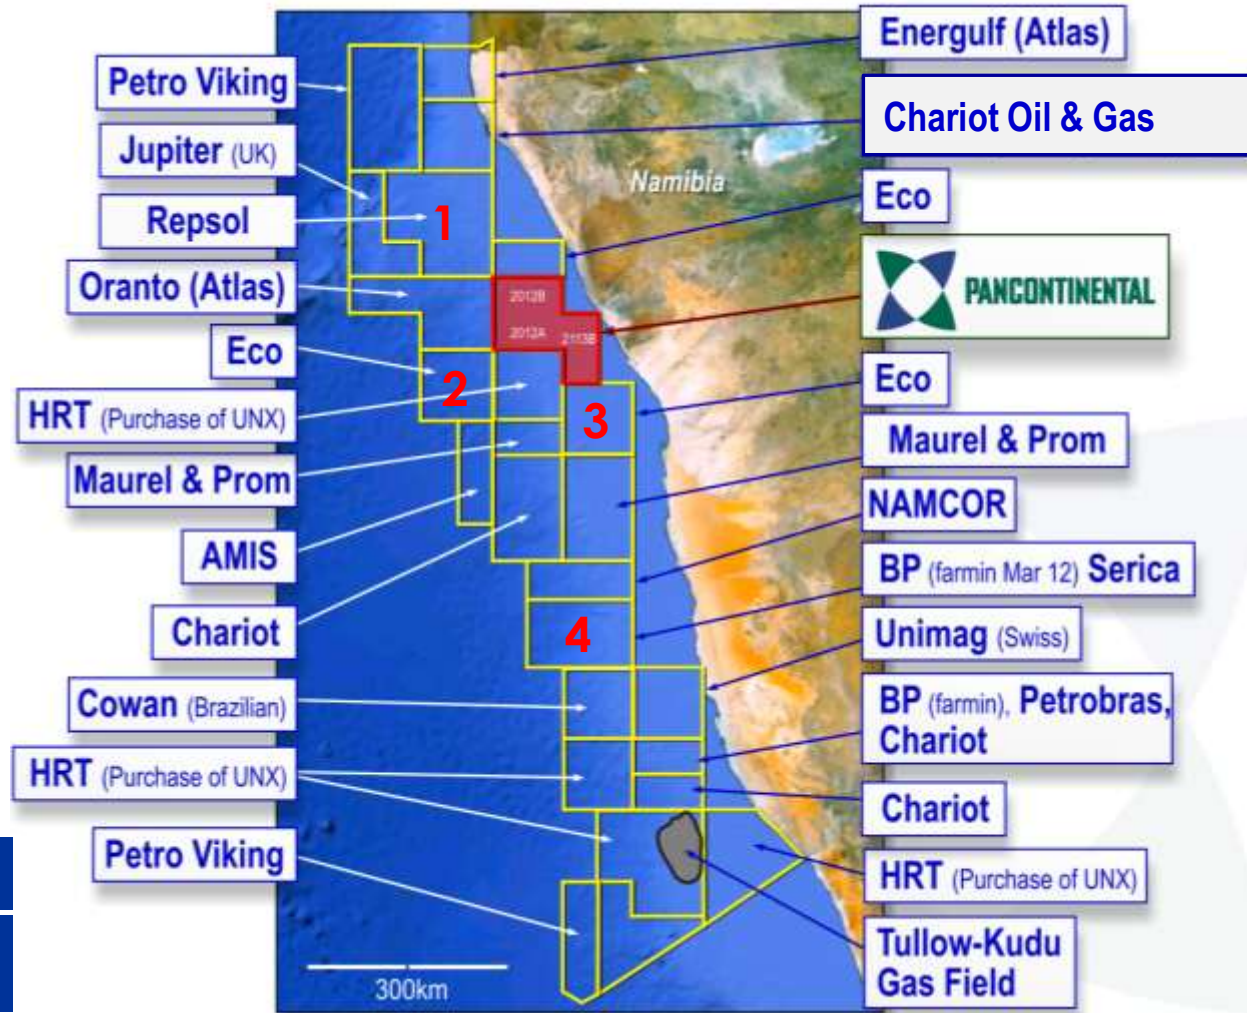 Petro Viking
Jupiter (UK)
Repsol
Oranto (Atlas)
Eco
HRT (Purchase of UNX)
Maurel & Prom
AMIS
Chariot
Cowan (Brazilian)
HRT (Purchase of UNX)
Petro Viking
Namibia
1
2012B
2012A
2113B
2
3
4
300km
Energulf (Atlas)
Chariot Oil & Gas
Eco
PANCONTINENTAL
Eco
Maurel & Prom
NAMCOR
BP (farmin Mar 12) Serica
Unimag (Swiss)
BP (farmin), Petrobras,
Chariot
Chariot
HRT (Purchase of UNX)
Tullow-Kudu
Gas Field